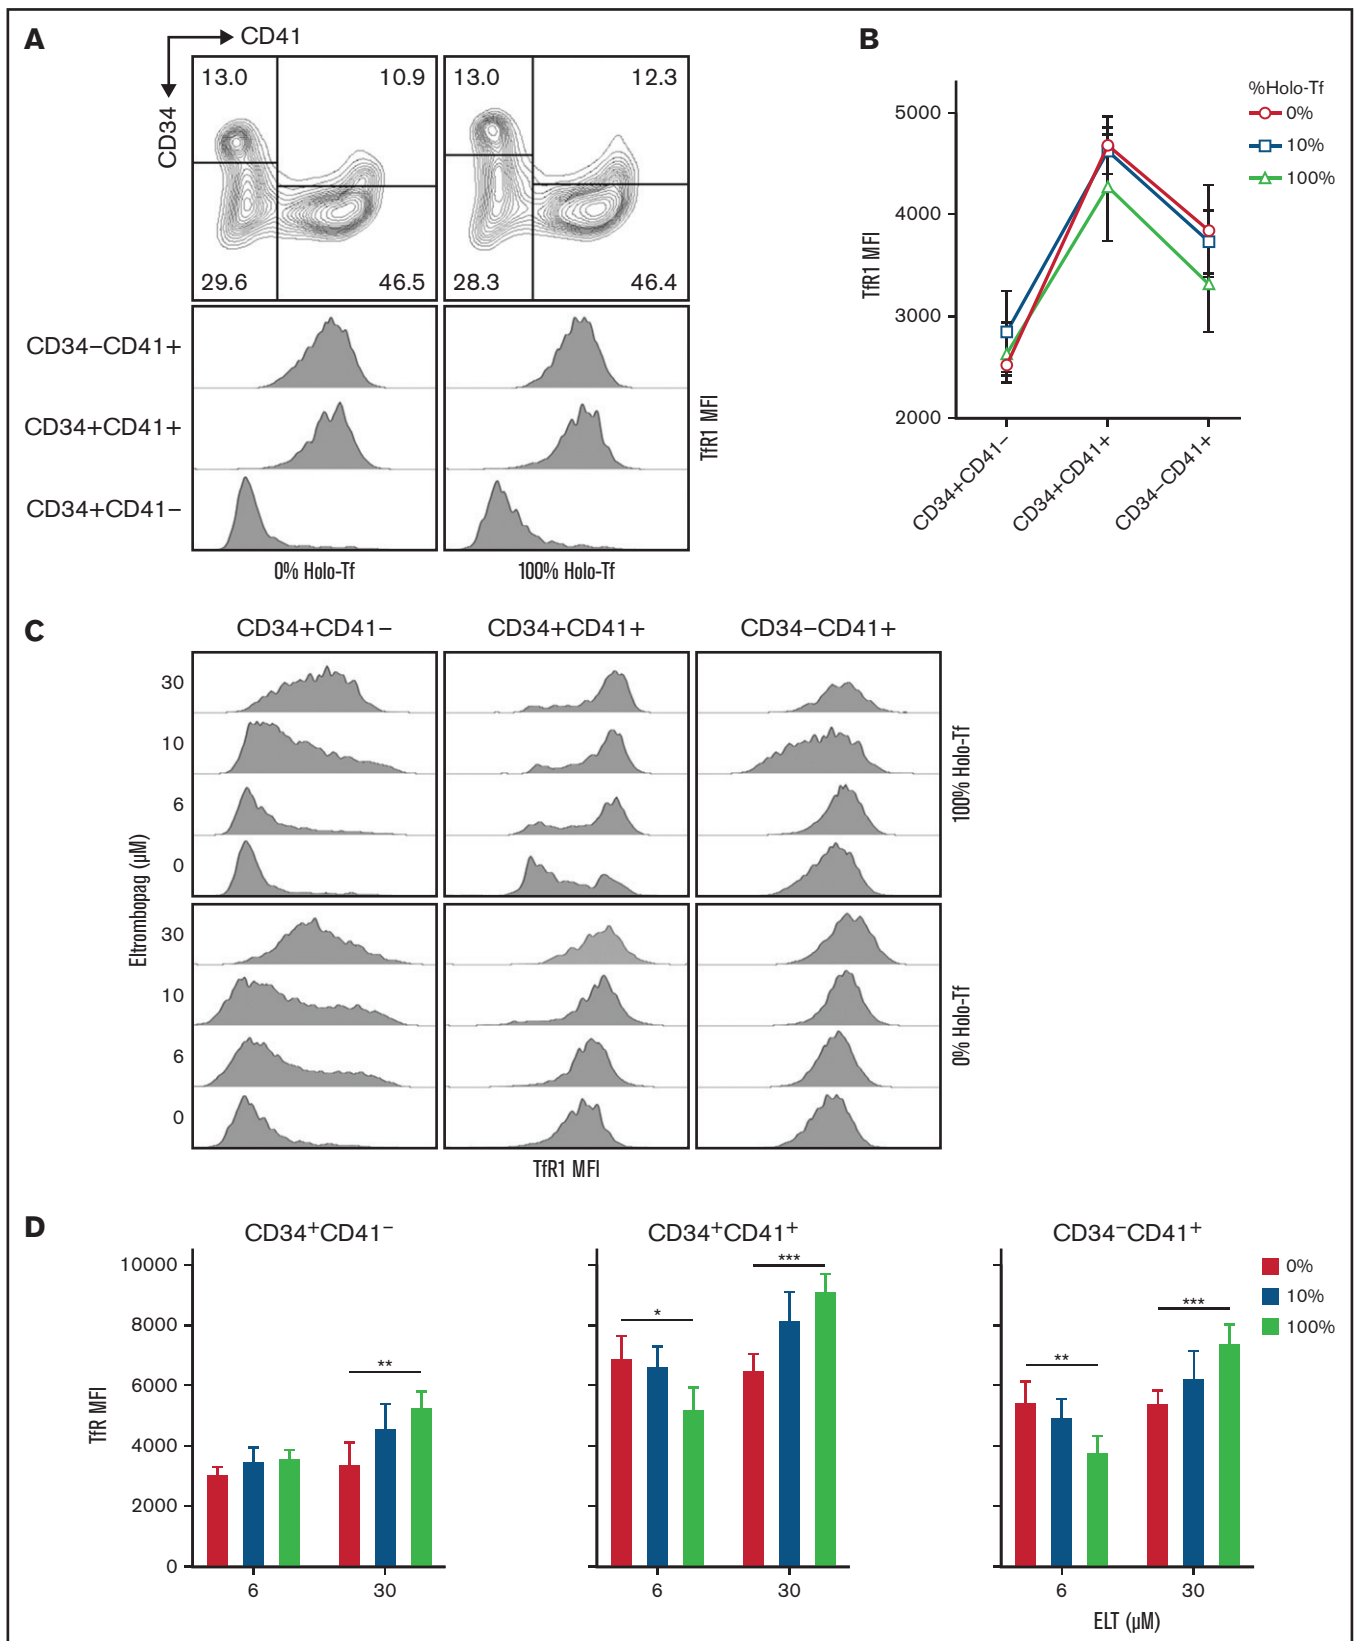 A
CD41
CD34
13.0
10.9
29.6
46.5
13.0
12.3
28.3
46.4
CD34–CD41+
CD34+CD41+
CD34+CD41–
TfR1 MFI
0% Holo-Tf
100% Holo-Tf
B
%Holo-Tf
0%
10%
100%
TfR1 MFI
5000
4000
3000
2000
CD34+CD41–
CD34+CD41+
CD34–CD41+
C
CD34+CD41–
CD34+CD41+
CD34–CD41+
Eltrombopag (μM)
30
10
6
0
100% Holo-Tf
30
10
6
0
0% Holo-Tf
TfR1 MFI
D
CD34+CD41–
CD34+CD41+
CD34–CD41+
TfR MFI
10000
8000
6000
4000
2000
0
**
6
30
*
***
6
30
**
***
6
30
ELT (μM)
0%
10%
100%